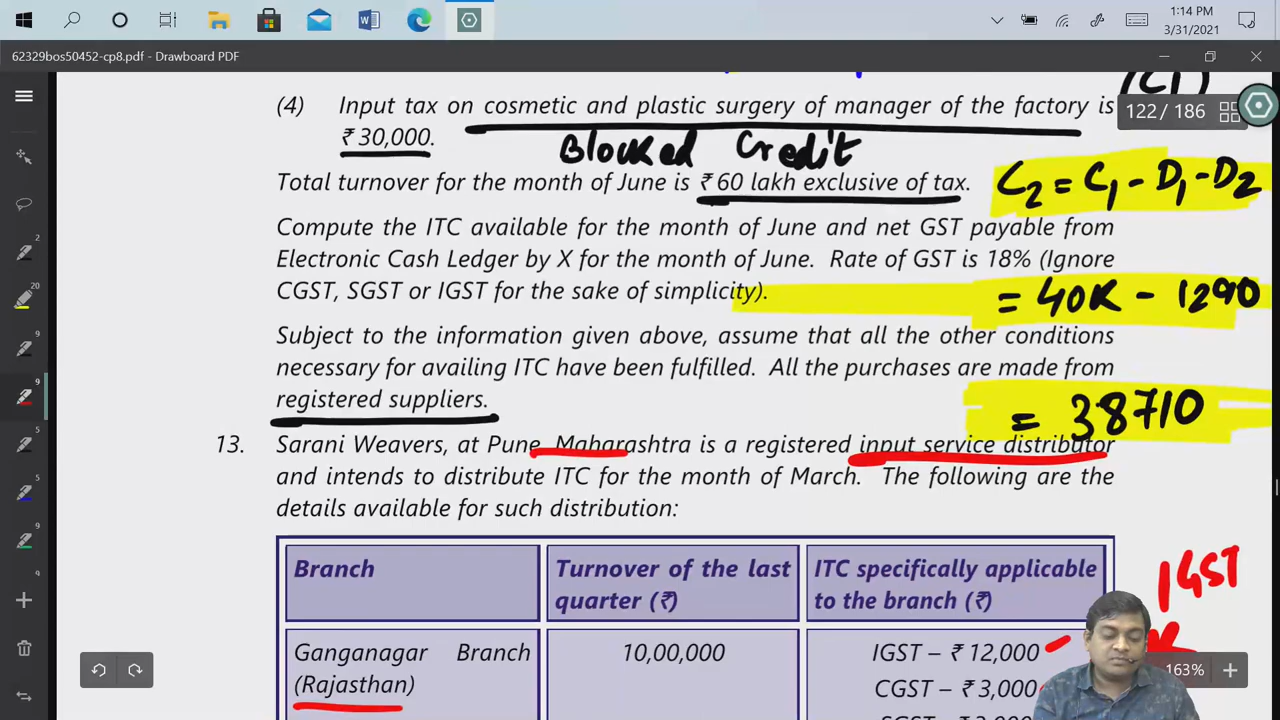 1:14 PM
3/31/2021
62329bos50452-cp8.pdf - Drawboard PDF
(C1)
122 / 186
(4) Input tax on cosmetic and plastic surgery of manager of the factory is
₹ 30,000.
Blocked Credit
Total turnover for the month of June is ₹ 60 lakh exclusive of tax.
C2 = C1 - D1 - D2
Compute the ITC available for the month of June and net GST payable from
Electronic Cash Ledger by X for the month of June. Rate of GST is 18% (Ignore
CGST, SGST or IGST for the sake of simplicity).
= 40K - 1290
Subject to the information given above, assume that all the other conditions
necessary for availing ITC have been fulfilled. All the purchases are made from
registered suppliers.
= 38710
13. Sarani Weavers, at Pune, Maharashtra is a registered input service distributor
and intends to distribute ITC for the month of March. The following are the
details available for such distribution:
Branch
Turnover of the last
quarter (₹)
ITC specifically applicable
to the branch (₹)
IGST
Ganganagar Branch
(Rajasthan)
10,00,000
IGST – ₹ 12,000
CGST – ₹ 3,000
163%
2
20
9
9
5
5
9
9